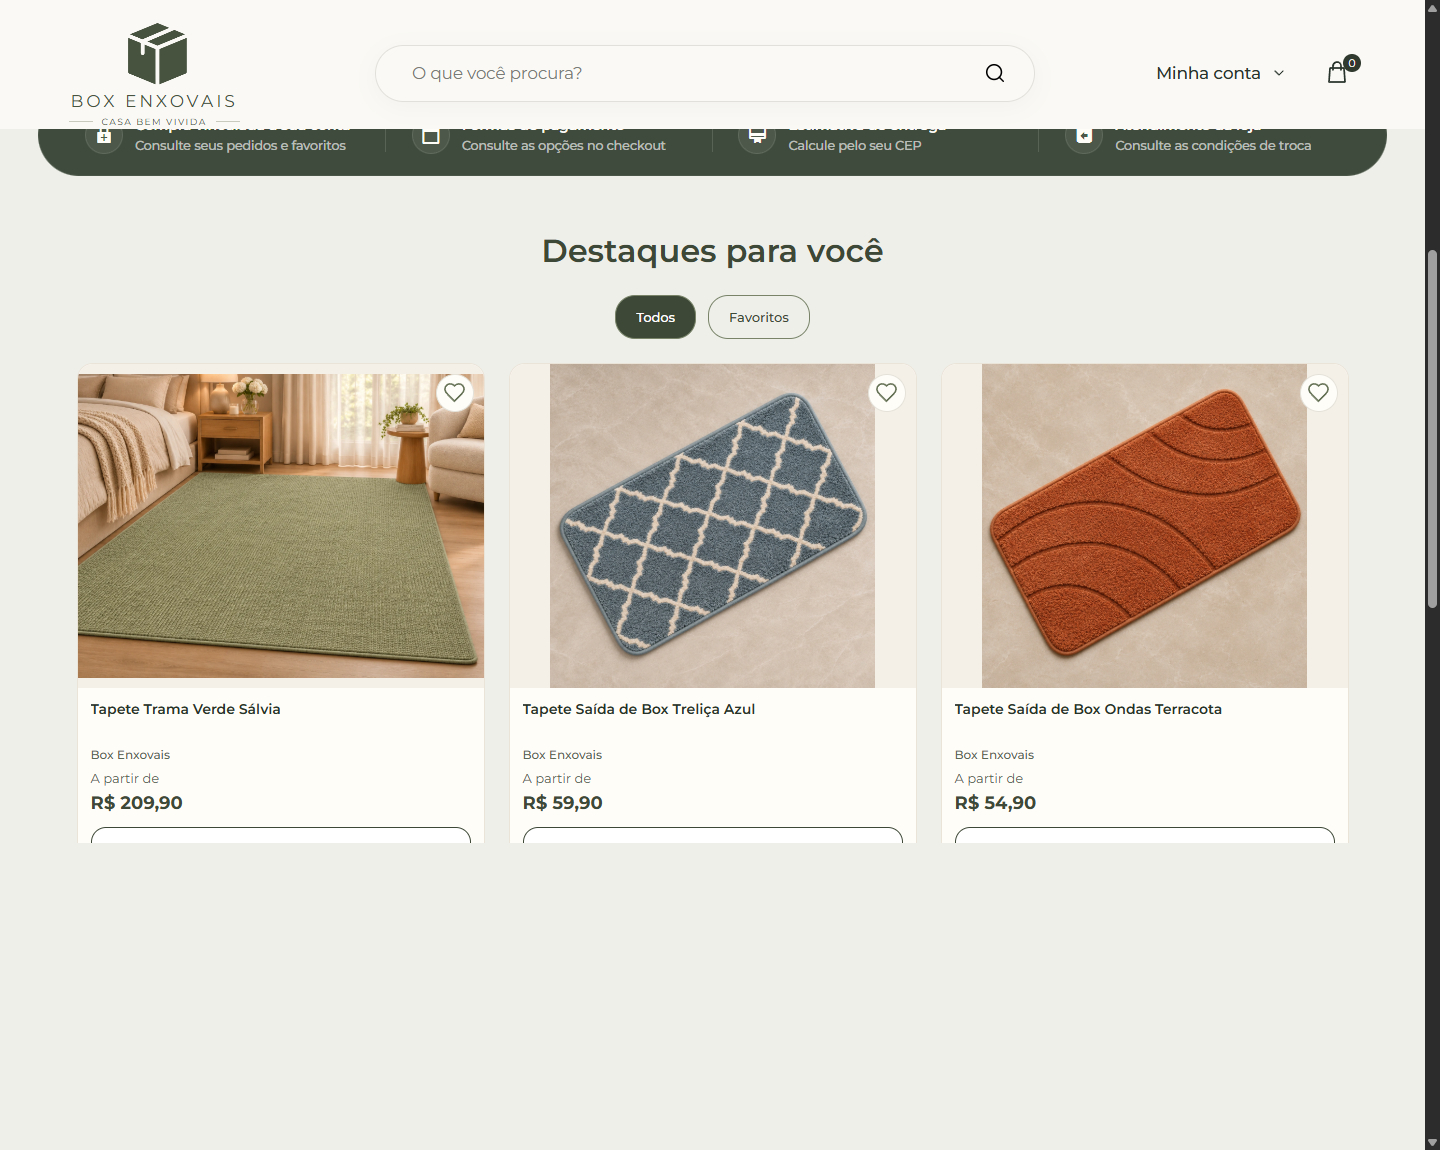 BOX ENXOVAIS
CASA BEM VIVIDA
O que você procura?
Minha conta
0
Consulte seus pedidos e favoritos
Consulte as opções no checkout
Calcule pelo seu CEP
Consulte as condições de troca
Destaques para você
Todos
Favoritos
Tapete Trama Verde Sálvia
Box Enxovais
A partir de
R$ 209,90
Tapete Saída de Box Treliça Azul
Box Enxovais
A partir de
R$ 59,90
Tapete Saída de Box Ondas Terracota
Box Enxovais
A partir de
R$ 54,90